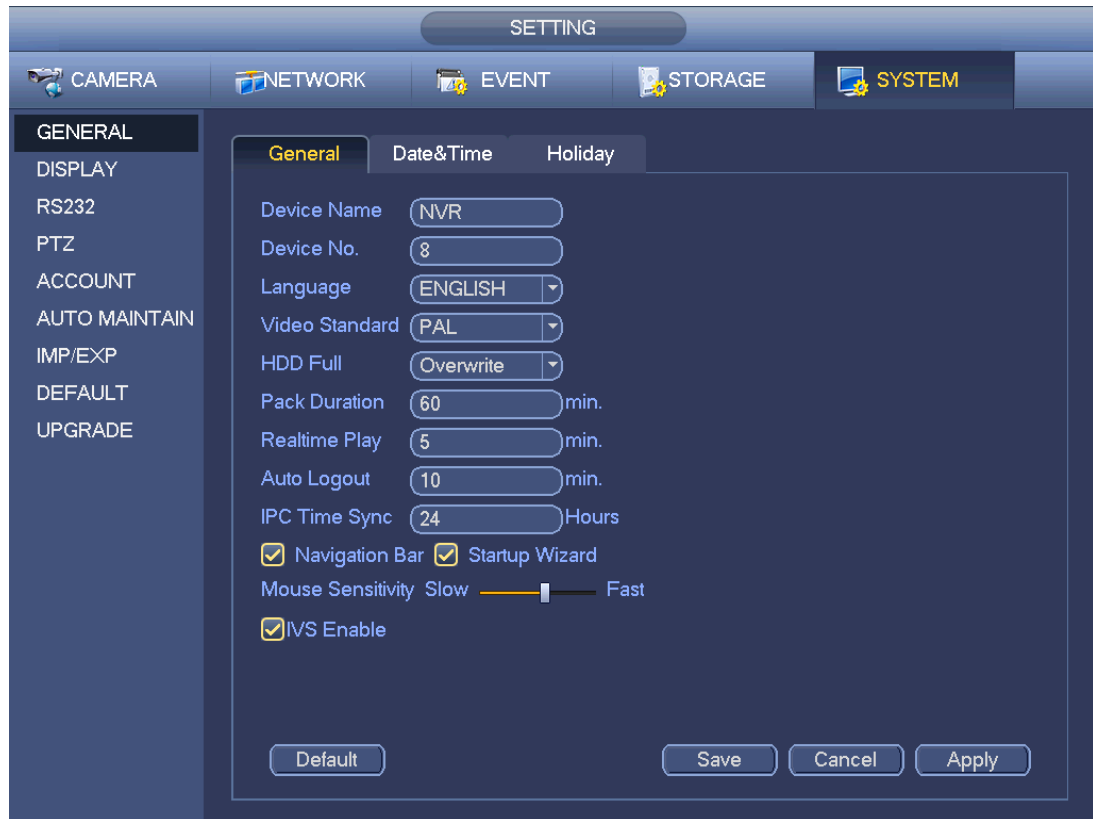 SETTING
CAMERA NETWORK EVENT STORAGE SYSTEM
GENERAL
DISPLAY
RS232
PTZ
ACCOUNT
AUTO MAINTAIN
IMP/EXP
DEFAULT
UPGRADE
General Date&Time Holiday
Device Name NVR
Device No. 8
Language ENGLISH
Video Standard PAL
HDD Full Overwrite
Pack Duration 60 min.
Realtime Play 5 min.
Auto Logout 10 min.
IPC Time Sync 24 Hours
Navigation Bar Startup Wizard
Mouse Sensitivity Slow Fast
IVS Enable
Default Save Cancel Apply